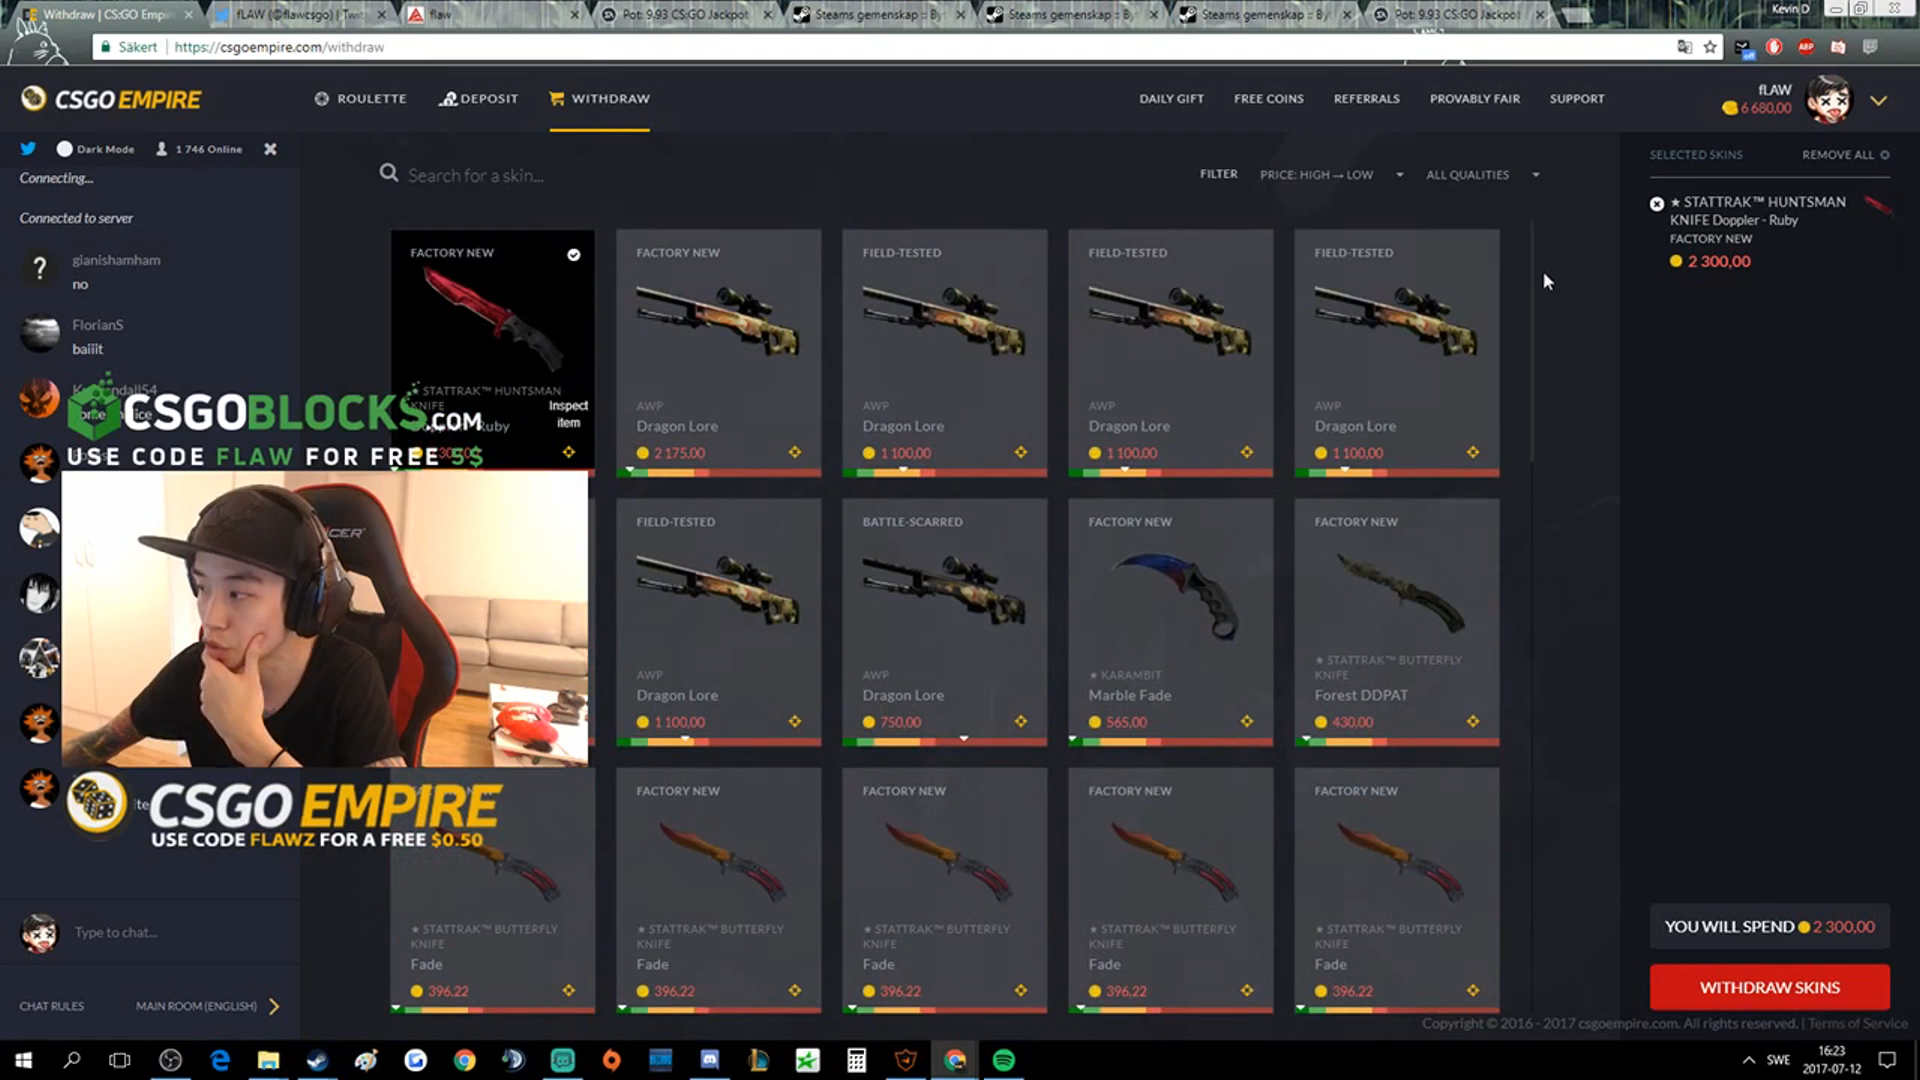 Withdraw | CS:GO Empir
fLAW (@flawcsgo) | Twit
flaw
Pot: 9.93 CS:GO Jackpot
Steams gemenskap :: By
Steams gemenskap :: By
Steams gemenskap :: By
Pot: 9.93 CS:GO Jackpot
Kevin D
Säkert
https://csgoempire.com/withdraw
ABP
CSGO EMPIRE
ROULETTE
DEPOSIT
WITHDRAW
DAILY GIFT
FREE COINS
REFERRALS
PROVABLY FAIR
SUPPORT
fLAW
6 680,00
Dark Mode
1 746 Online
Connecting...
Connected to server
gianishamham
no
FlorianS
baiiit
CSGOBLOCKS.COM
USE CODE FLAW FOR FREE 5$
CSGO EMPIRE
USE CODE FLAWZ FOR A FREE $0.50
Type to chat...
CHAT RULES
MAIN ROOM (ENGLISH)
Search for a skin...
FILTER
PRICE: HIGH → LOW
ALL QUALITIES
FACTORY NEW
★ STATTRAK™ HUNTSMAN
Inspect
item
FACTORY NEW
AWP
Dragon Lore
2 175,00
FIELD-TESTED
AWP
Dragon Lore
1 100,00
FIELD-TESTED
AWP
Dragon Lore
1 100,00
FIELD-TESTED
AWP
Dragon Lore
1 100,00
FIELD-TESTED
AWP
Dragon Lore
1 100,00
BATTLE-SCARRED
AWP
Dragon Lore
750,00
FACTORY NEW
★ KARAMBIT
Marble Fade
565,00
FACTORY NEW
★ STATTRAK™ BUTTERFLY
KNIFE
Forest DDPAT
430,00
★ STATTRAK™ BUTTERFLY
KNIFE
Fade
396,22
FACTORY NEW
★ STATTRAK™ BUTTERFLY
KNIFE
Fade
396,22
FACTORY NEW
★ STATTRAK™ BUTTERFLY
KNIFE
Fade
396,22
FACTORY NEW
★ STATTRAK™ BUTTERFLY
KNIFE
Fade
396,22
FACTORY NEW
★ STATTRAK™ BUTTERFLY
KNIFE
Fade
396,22
SELECTED SKINS
REMOVE ALL
★ STATTRAK™ HUNTSMAN
KNIFE Doppler - Ruby
FACTORY NEW
2 300,00
YOU WILL SPEND 2 300,00
WITHDRAW SKINS
Copyright © 2016 - 2017 csgoempire.com. All rights reserved. | Terms of Service
SWE
16:23
2017-07-12